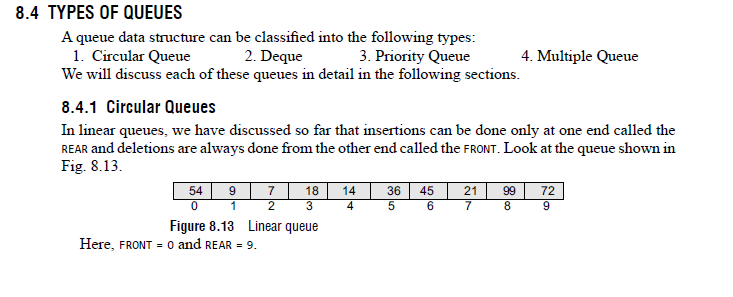 8.4 TYPES OF QUEUES
A queue data structure can be classified into the following types:
1. Circular Queue 2. Deque 3. Priority Queue 4. Multiple Queue
We will discuss each of these queues in detail in the following sections.
8.4.1 Circular Queues
In linear queues, we have discussed so far that insertions can be done only at one end called the
REAR and deletions are always done from the other end called the FRONT. Look at the queue shown in
Fig. 8.13.
54 9 7 18 14 36 45 21 99 72
0 1 2 3 4 5 6 7 8 9
Figure 8.13 Linear queue
Here, FRONT = 0 and REAR = 9.